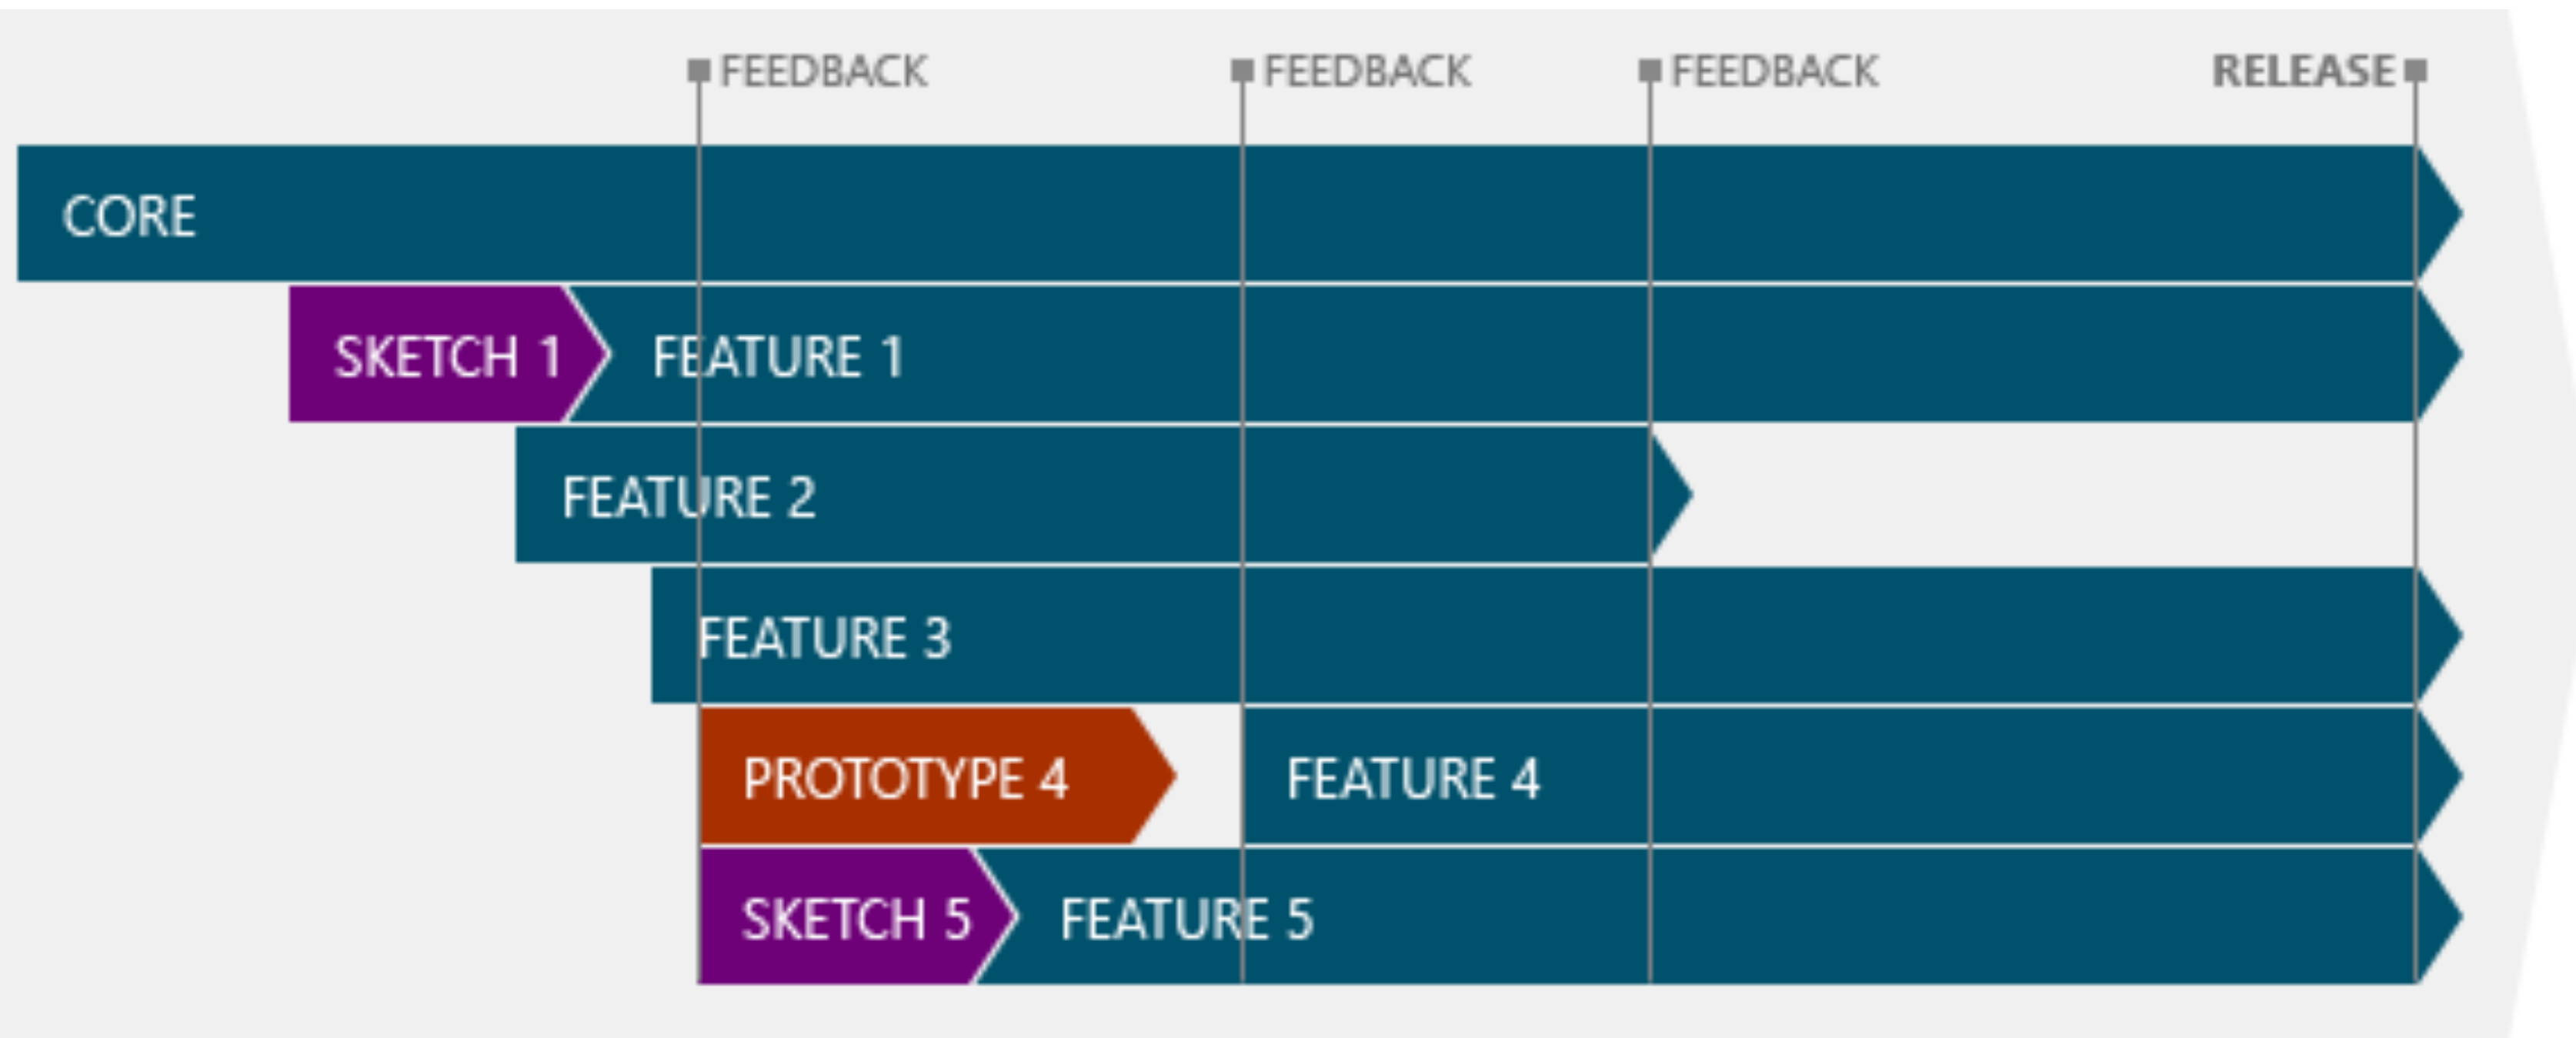 FEEDBACK FEEDBACK FEEDBACK RELEASE
CORE
SKETCH 1 FEATURE 1
FEATURE 2
FEATURE 3
PROTOTYPE 4 FEATURE 4
SKETCH 5 FEATURE 5